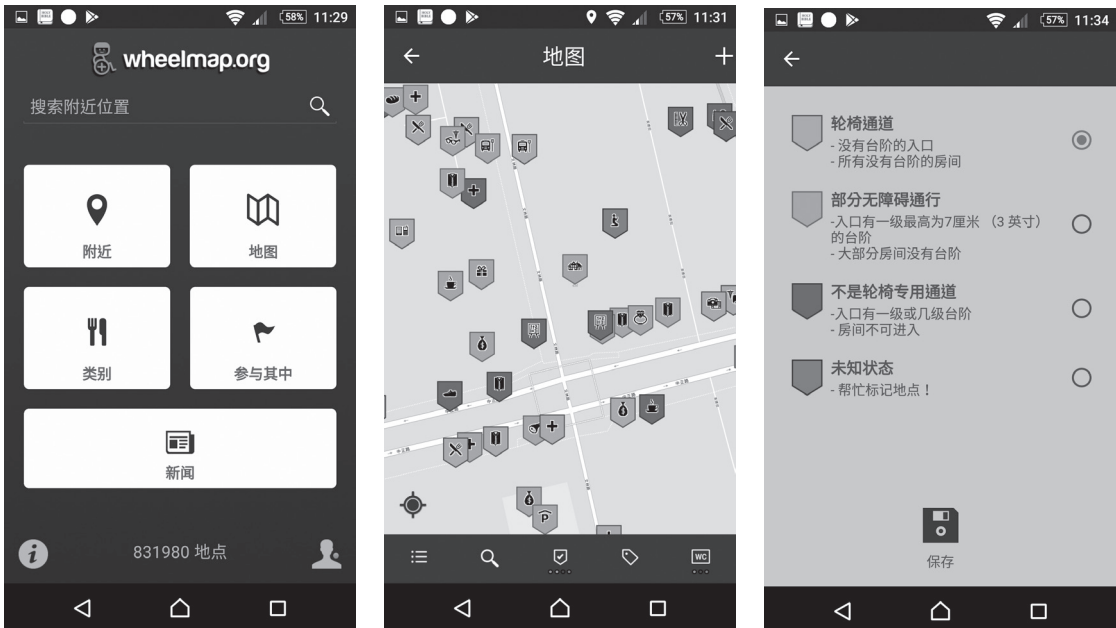 58% 11:29
wheelmap.org
搜索附近位置
附近
地图
类别
参与其中
新闻
831980 地点
57% 11:31
地图
P
WC
57% 11:34
轮椅通道
- 没有台阶的入口
- 所有没有台阶的房间
部分无障碍通行
-入口有一级最高为7厘米 （3 英寸）
的台阶
- 大部分房间没有台阶
不是轮椅专用通道
-入口有一级或几级台阶
- 房间不可进入
未知状态
- 帮忙标记地点！
保存